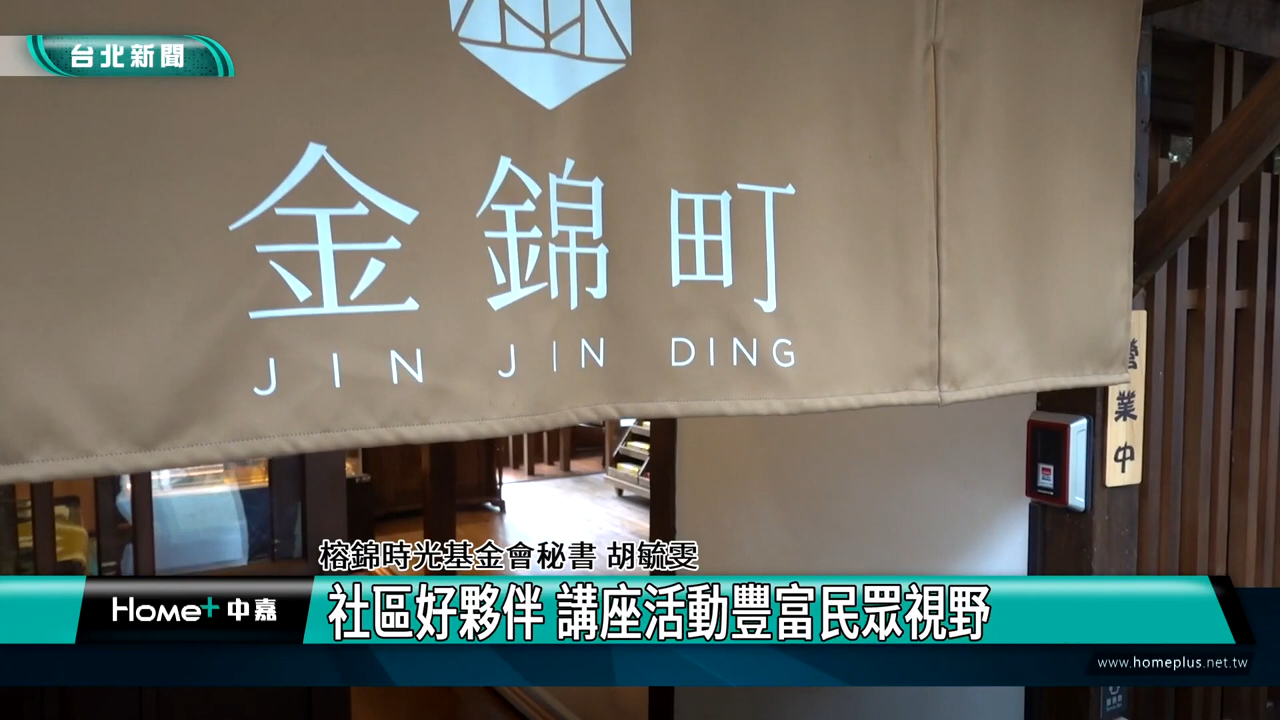 台北新聞
金錦町
JIN JIN DING
營業中
榕錦時光基金會秘書 胡毓雯
Home+中嘉
社區好夥伴 講座活動豐富民眾視野
www.homeplus.net.tw